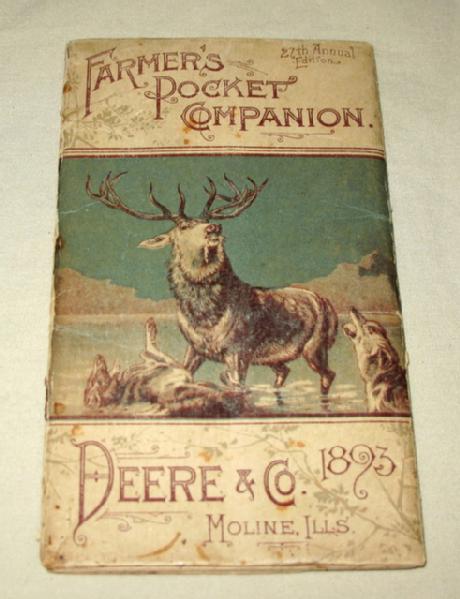 FARMER'S
27th Annual
Edition
POCKET
COMPANION.
DEERE & CO. 1893
MOLINE, ILLS.